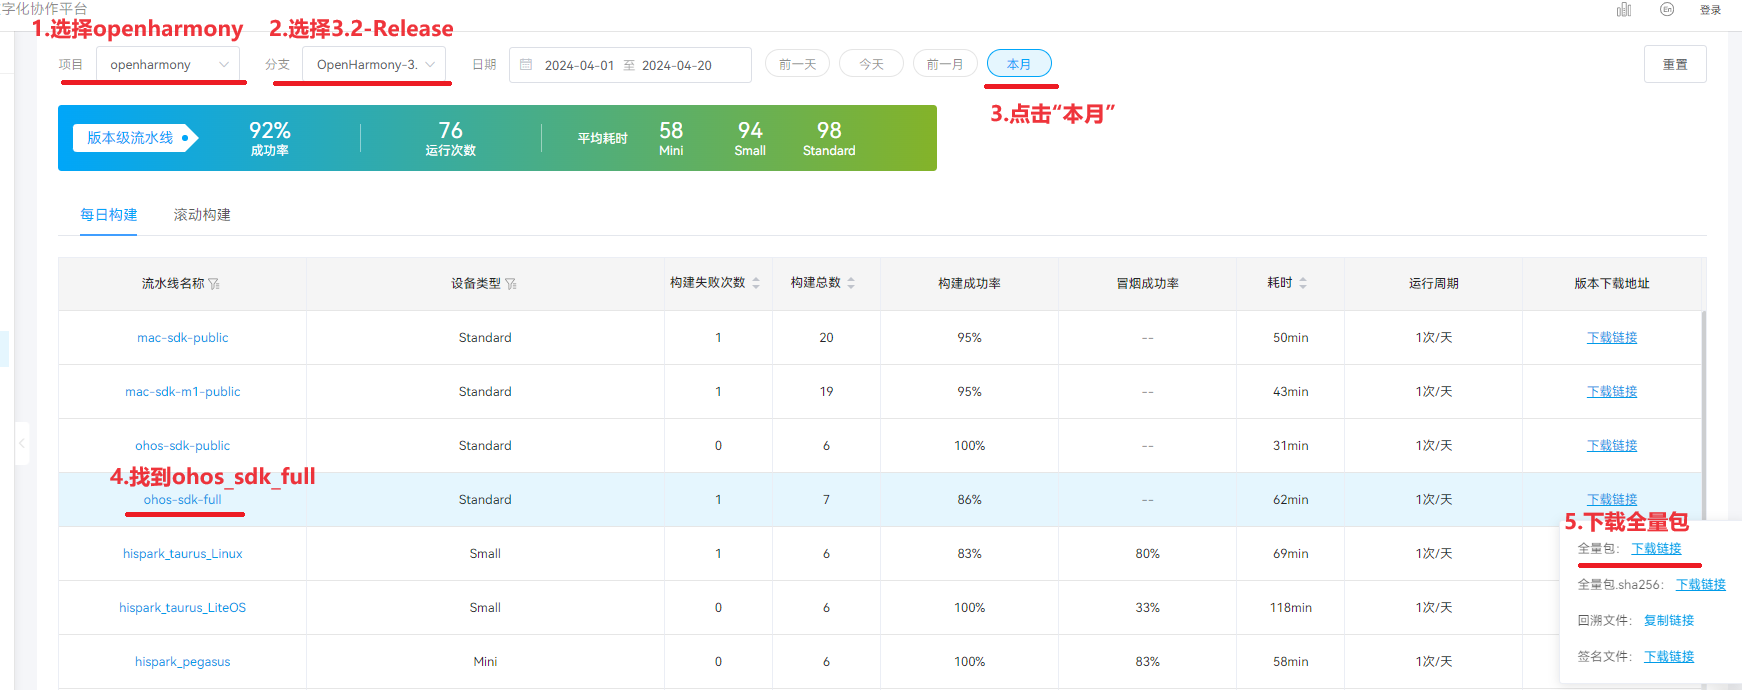 字化协作平台
登录
1.选择openharmony
2.选择3.2-Release
项目
openharmony
分支
OpenHarmony-3.
日期
2024-04-01 至 2024-04-20
前一天
今天
前一月
本月
重置
3.点击“本月”
版本级流水线
92%
成功率
76
运行次数
平均耗时
58
Mini
94
Small
98
Standard
每日构建
滚动构建
流水线名称 设备类型 构建失败次数 构建总数 构建成功率 冒烟成功率 耗时 运行周期 版本下载地址
mac-sdk-public Standard 1 20 95% -- 50min 1次/天 下载链接
mac-sdk-m1-public Standard 1 19 95% -- 43min 1次/天 下载链接
ohos-sdk-public Standard 0 6 100% -- 31min 1次/天 下载链接
4.找到ohos_sdk_full
ohos-sdk-full Standard 1 7 86% -- 62min 1次/天 下载链接
5.下载全量包
hispark_taurus_Linux Small 1 6 83% 80% 69min 1次/天
全量包： 下载链接
全量包.sha256： 下载链接
hispark_taurus_LiteOS Small 0 6 100% 33% 118min 1次/天
回溯文件： 复制链接
hispark_pegasus Mini 0 6 100% 83% 58min 1次/天
签名文件： 下载链接